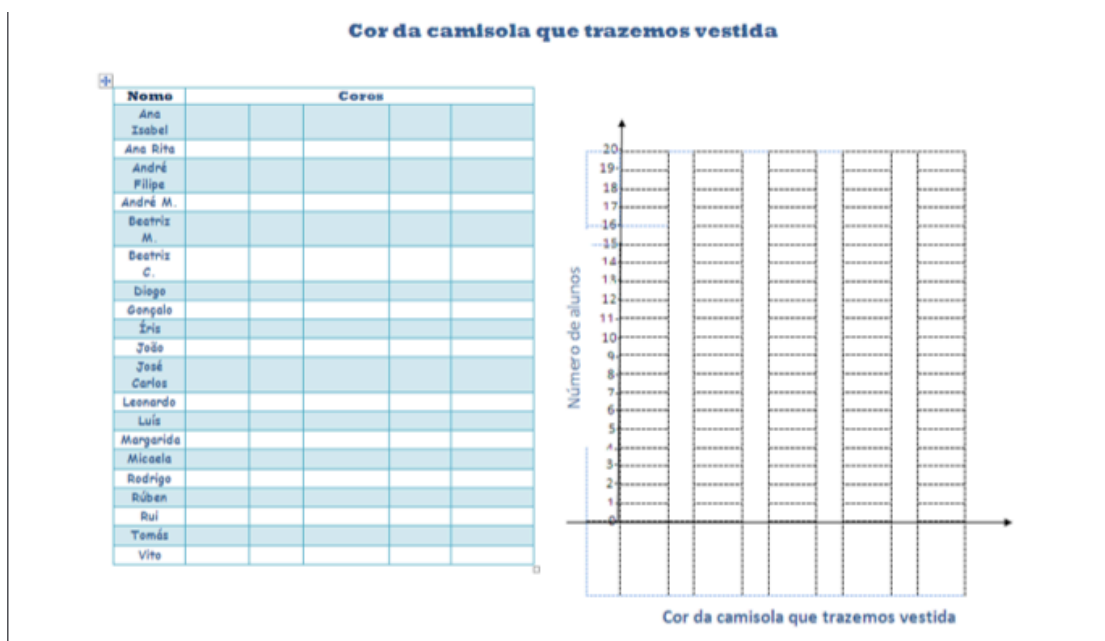 Cor da camisola que trazemos vestida
Nome Cores
Ana
Isabel
Ana Rita
André
Filipe
André M.
Beatriz
M.
Beatriz
C.
Diogo
Gonçalo
Íris
João
José
Carlos
Leonardo
Luís
Margarida
Micaela
Rodrigo
Rúben
Rui
Tomás
Vito
Número de alunos
20
19
18
17
16
15
14
13
12
11
10
9
8
7
6
5
4
3
2
1
0
Cor da camisola que trazemos vestida